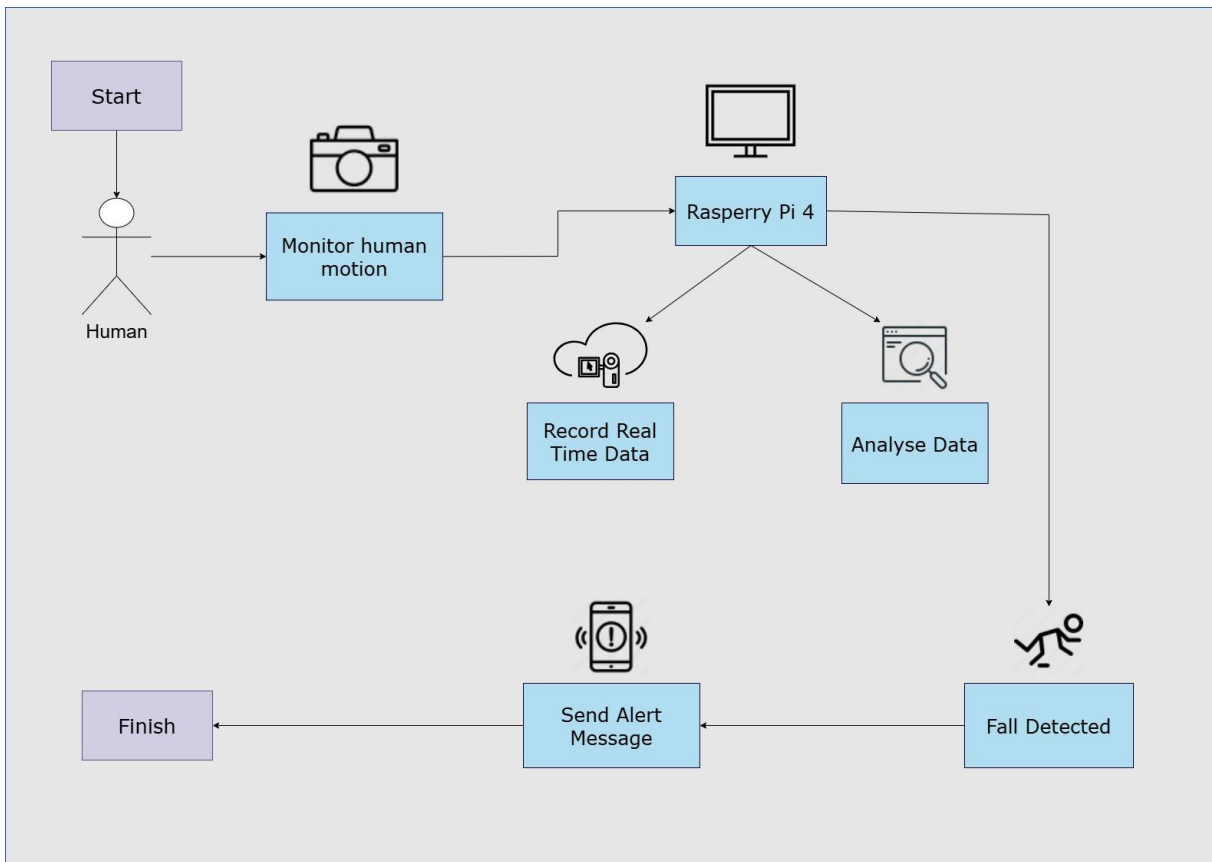 Start
Human
Monitor human
motion
Rasperry Pi 4
Record Real
Time Data
Analyse Data
Fall Detected
Send Alert
Message
Finish